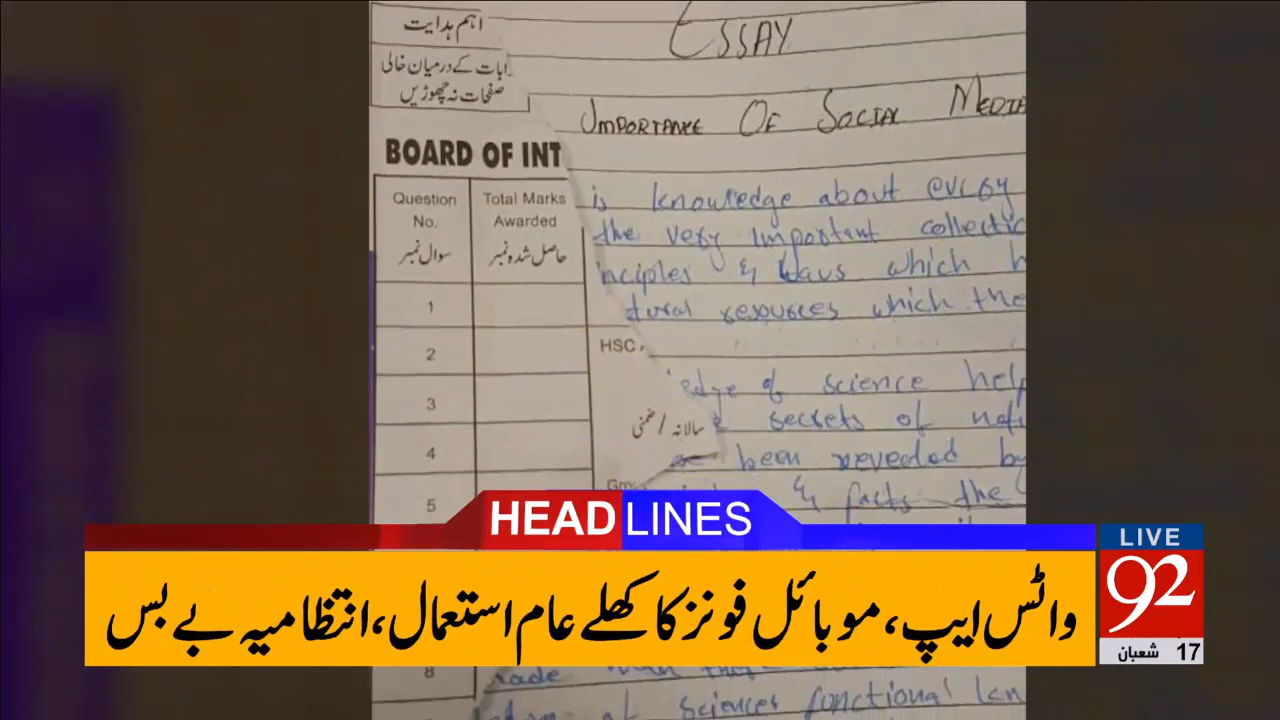 اہم ہدایت
ابات کے درمیان خالی
صفحات نہ چھوڑیں
ESSAY
IMPORTANCE OF SOCIAL MEDIA
BOARD OF INT
Question No.
Total Marks Awarded
سوال نمبر
حاصل شدہ نمبر
is knowledge about every
the very important collectio
nciples & ways which h
tural resources which the
1
2
HSC
edge of science help
3
secrets of nat
سالانہ / ضمنی
4
been revealed by
5
& facts the
HEADLINES
LIVE
92
واٹس ایپ، موبائل فونز کا کھلے عام استعمال، انتظامیہ بے بس
17 شعبان
8
rade
of sciences functional kn